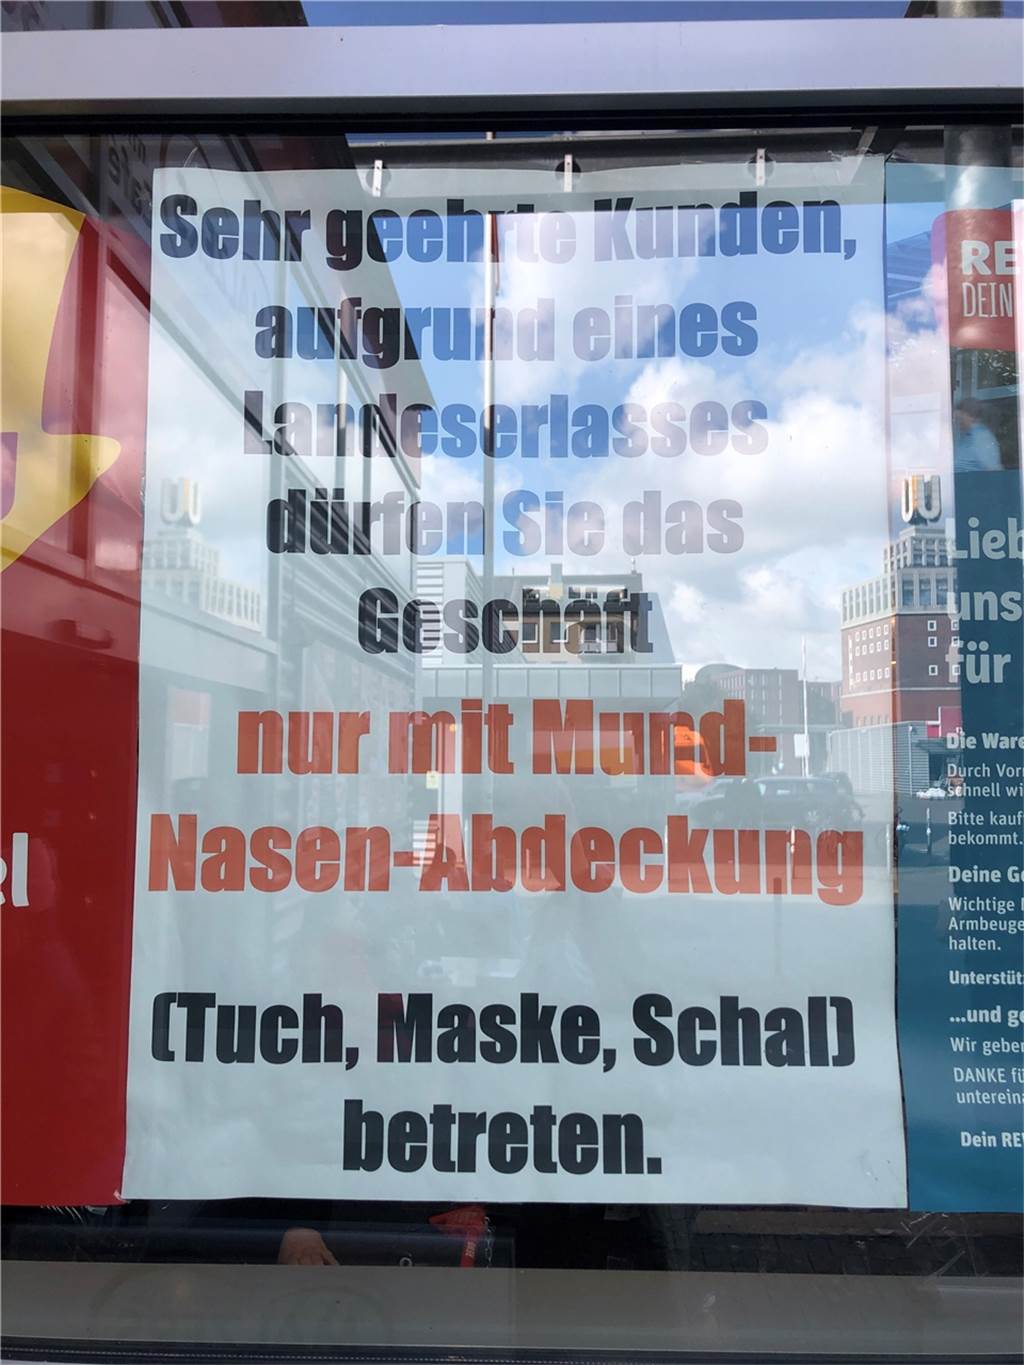 Sehr geehrte Kunden,
aufgrund eines
Landeserlasses
dürfen Sie das
Geschäft
nur mit Mund-
Nasen-Abdeckung
(Tuch, Maske, Schal)
betreten.
RE
DEIN
Lieb
uns
für
Die Ware
Durch Vorr
schnell wi
Bitte kauf
bekommt.
Deine Ge
Wichtige
Armbeuge
halten.
Unterstütz
...und ge
Wir geben
DANKE fü
untereina
Dein RE